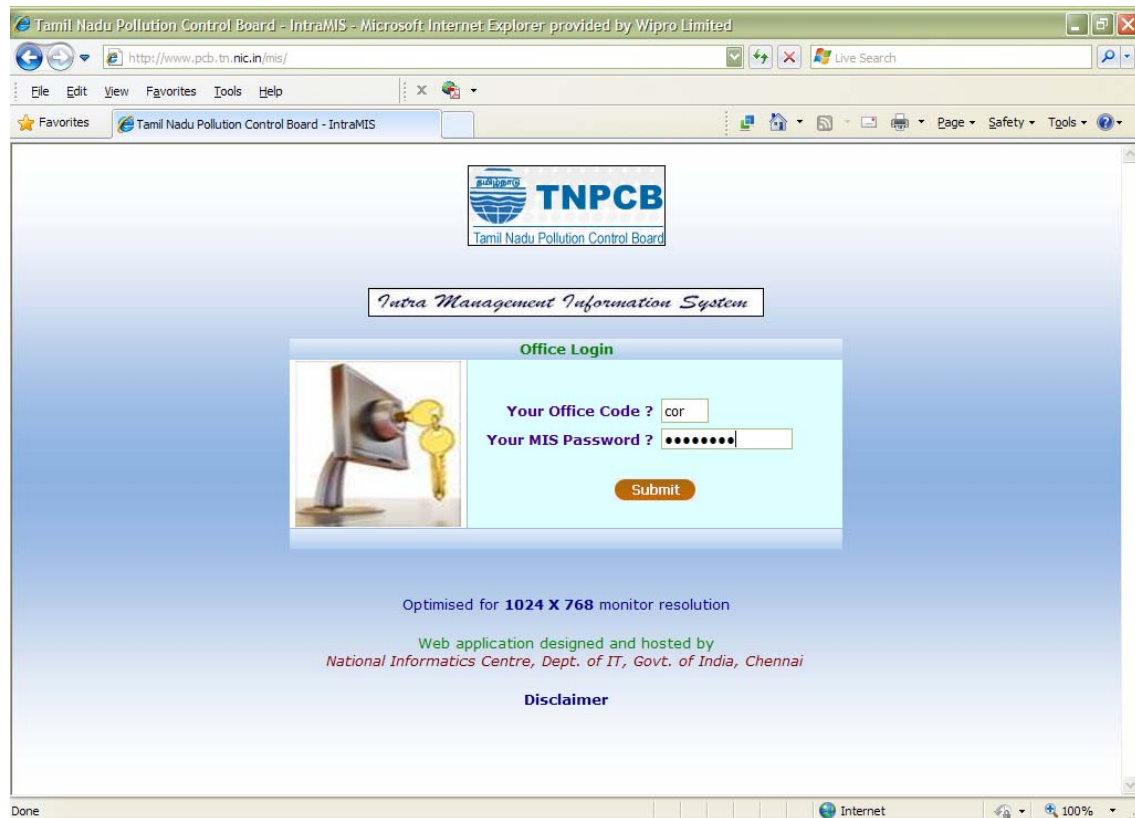 Tamil Nadu Pollution Control Board - IntraMIS - Microsoft Internet Explorer provided by Wipro Limited
http://www.pcb.tn.nic.in/mis/
Live Search
File Edit View Favorites Tools Help
X
Favorites
Tamil Nadu Pollution Control Board - IntraMIS
Page Safety Tools
தமிழ்நாடு
TNPCB
Tamil Nadu Pollution Control Board
Intra Management Information System
Office Login
Your Office Code ? cor
Your MIS Password ? ••••••••
Submit
Optimised for 1024 X 768 monitor resolution
Web application designed and hosted by
National Informatics Centre, Dept. of IT, Govt. of India, Chennai
Disclaimer
Done
Internet
100%